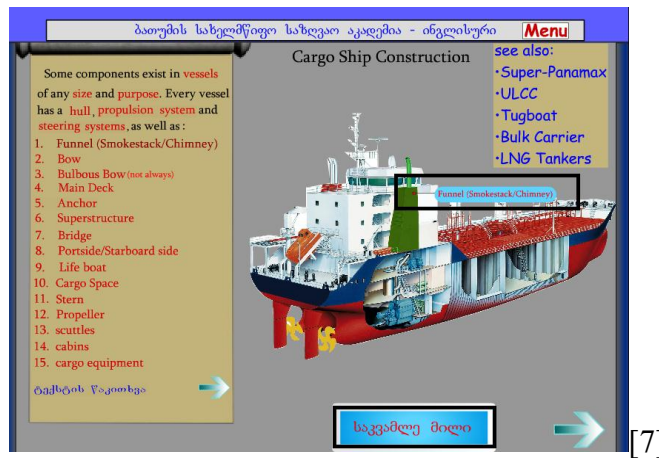 ბათუმის სახელმწიფო საზღვაო აკადემია - ინგლისური
Menu
Cargo Ship Construction
see also:
·Super-Panamax
·ULCC
·Tugboat
·Bulk Carrier
·LNG Tankers
Some components exist in vessels
of any size and purpose. Every vessel
has a hull, propulsion system and
steering systems, as well as :
1. Funnel (Smokestack/Chimney)
2. Bow
3. Bulbous Bow (not always)
4. Main Deck
5. Anchor
6. Superstructure
7. Bridge
8. Portside/Starboard side
9. Life boat
10. Cargo Space
11. Stern
12. Propeller
13. scuttles
14. cabins
15. cargo equipment
ტექსტის წაკითხვა
Funnel (Smokestack/Chimney)
საკვამლე მილი
[7]